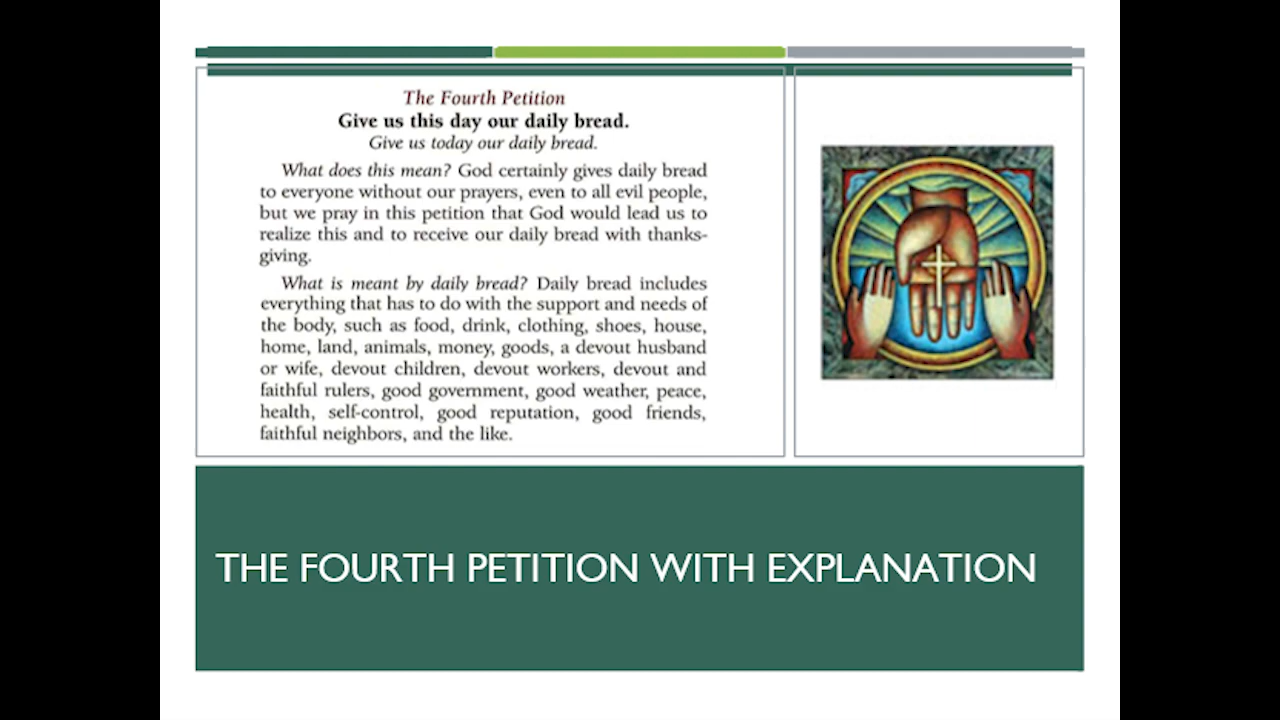 The Fourth Petition
Give us this day our daily bread.
Give us today our daily bread.
What does this mean? God certainly gives daily bread
to everyone without our prayers, even to all evil people,
but we pray in this petition that God would lead us to
realize this and to receive our daily bread with thanks-
giving.
What is meant by daily bread? Daily bread includes
everything that has to do with the support and needs of
the body, such as food, drink, clothing, shoes, house,
home, land, animals, money, goods, a devout husband
or wife, devout children, devout workers, devout and
faithful rulers, good government, good weather, peace,
health, self-control, good reputation, good friends,
faithful neighbors, and the like.
THE FOURTH PETITION WITH EXPLANATION